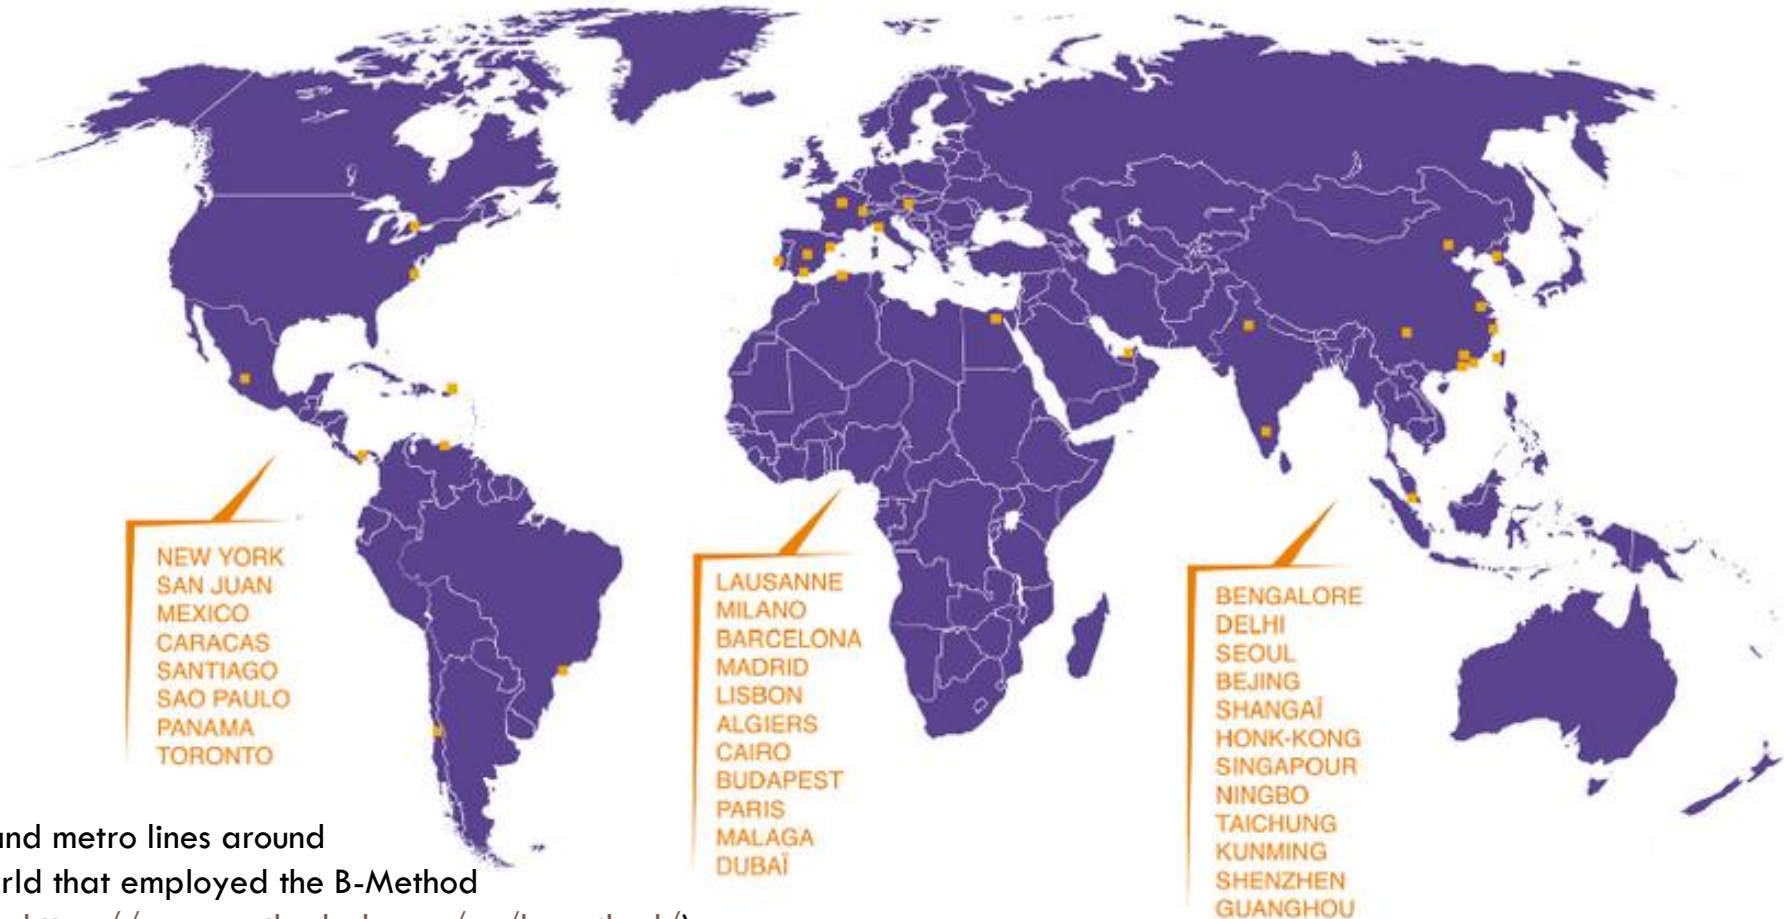 NEW YORK
SAN JUAN
MEXICO
CARACAS
SANTIAGO
SAO PAULO
PANAMA
TORONTO
LAUSANNE
MILANO
BARCELONA
MADRID
LISBON
ALGIERS
CAIRO
BUDAPEST
PARIS
MALAGA
DUBAÏ
BENGALORE
DELHI
SEOUL
BEJING
SHANGAÏ
HONK-KONG
SINGAPOUR
NINGBO
TAICHUNG
KUNMING
SHENZHEN
GUANGHOU
and metro lines around
that employed the B-Method